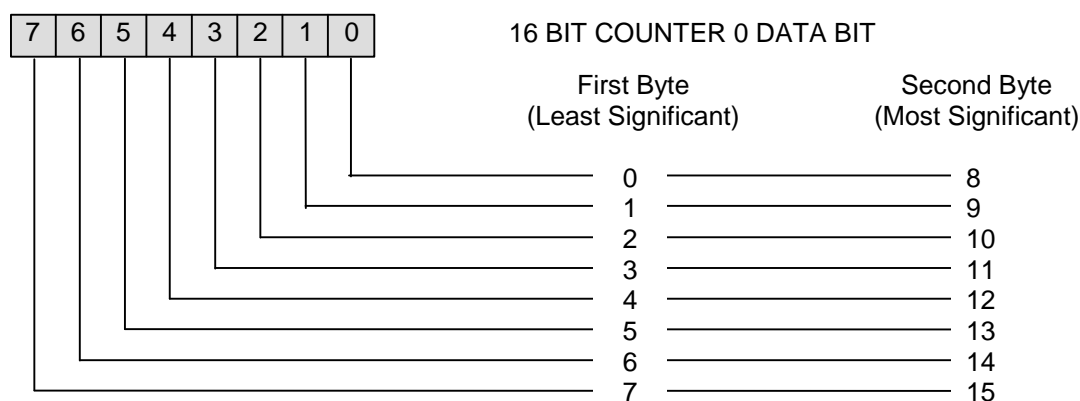 7 6 5 4 3 2 1 0 16 BIT COUNTER 0 DATA BIT
First Byte Second Byte
(Least Significant) (Most Significant)
0 8
1 9
2 10
3 11
4 12
5 13
6 14
7 15